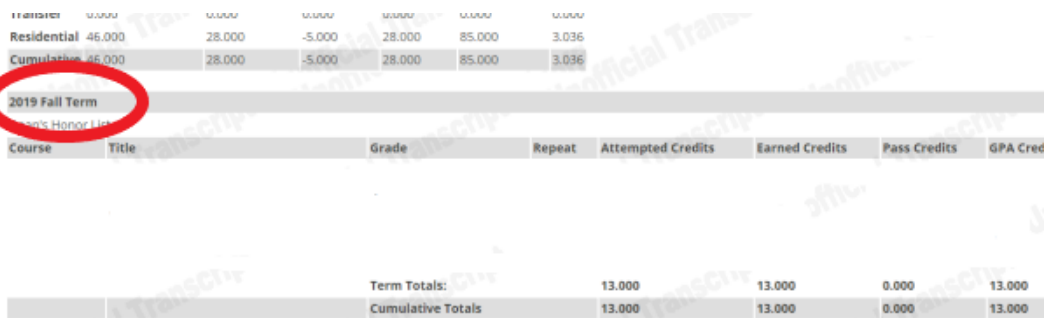 Transfer 0.000 0.000 0.000 0.000 0.000 0.000
Residential 46.000 28.000 -5.000 28.000 85.000 3.036
Cumulative 46.000 28.000 -5.000 28.000 85.000 3.036
2019 Fall Term
Dean's Honor List
Course Title Grade Repeat Attempted Credits Earned Credits Pass Credits GPA Cred
Term Totals: 13.000 13.000 0.000 13.000
Cumulative Totals 13.000 13.000 0.000 13.000